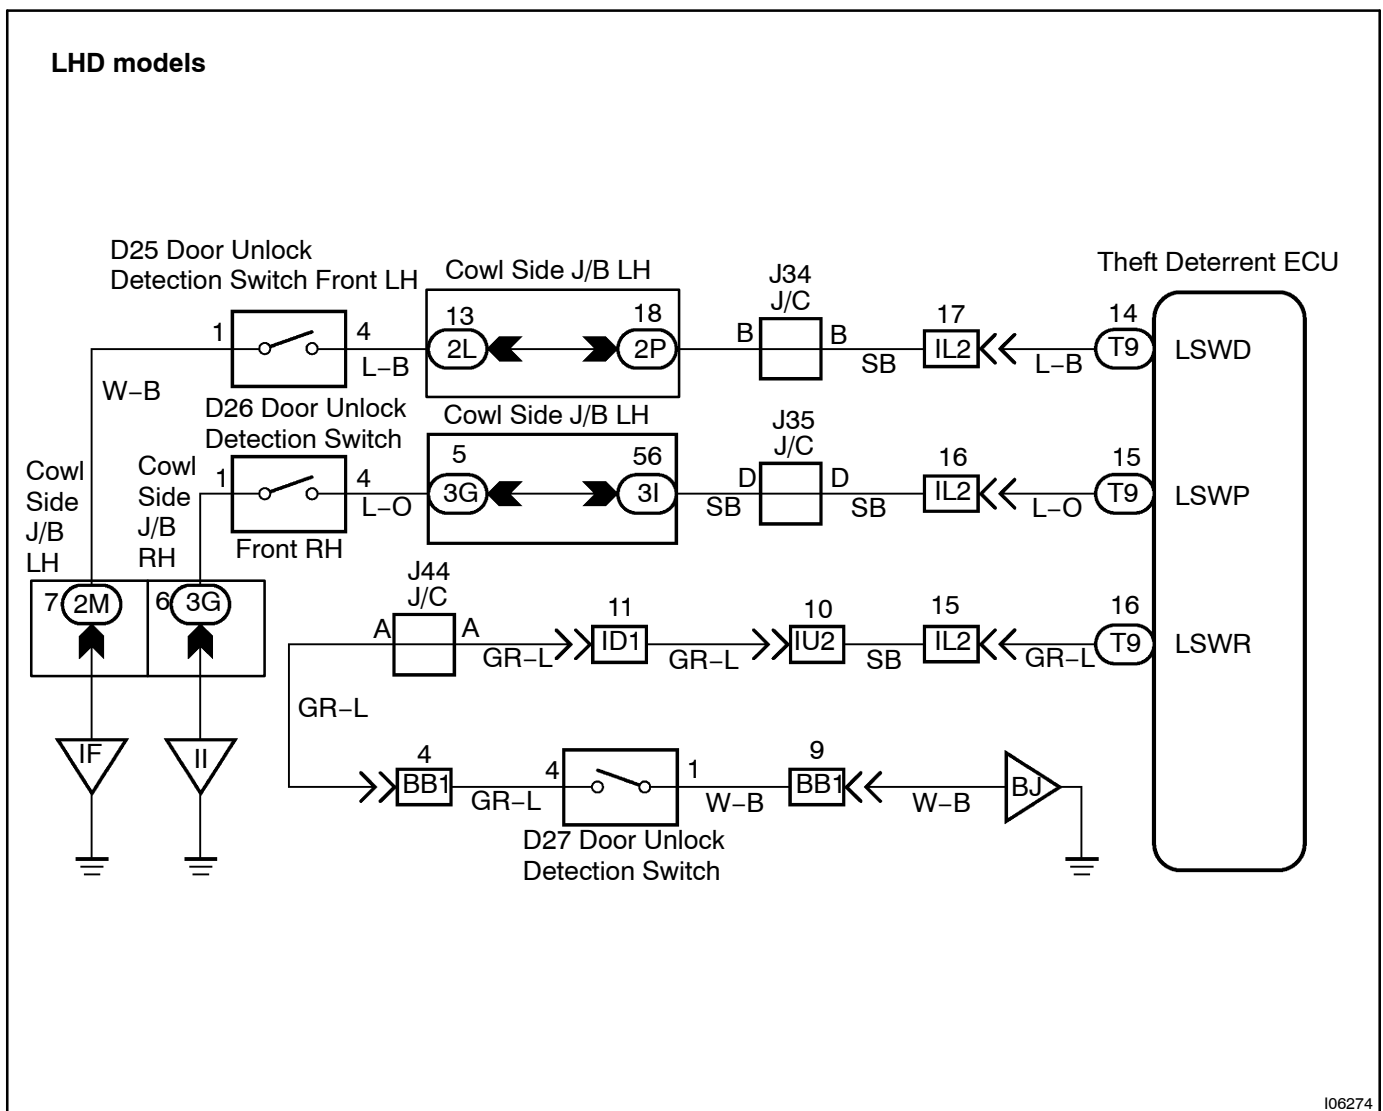 LHD models
D25 Door Unlock
Detection Switch Front LH
Cowl Side J/B LH
J34
J/C
Theft Deterrent ECU
1
4
13
2L
18
2P
B
B
17
IL2
14
T9
LSWD
L-B
SB
L-B
W-B
D26 Door Unlock
Detection Switch
Cowl Side J/B LH
J35
J/C
Cowl
Side
J/B
LH
Cowl
Side
J/B
RH
1
4
5
3G
56
3I
D
D
16
IL2
15
T9
LSWP
L-O
SB
SB
L-O
Front RH
7
2M
6
3G
J44
J/C
A
A
11
ID1
10
IU2
15
IL2
16
T9
LSWR
GR-L
GR-L
SB
GR-L
GR-L
IF
II
4
BB1
4
1
9
BB1
BJ
GR-L
W-B
W-B
D27 Door Unlock
Detection Switch
I06274